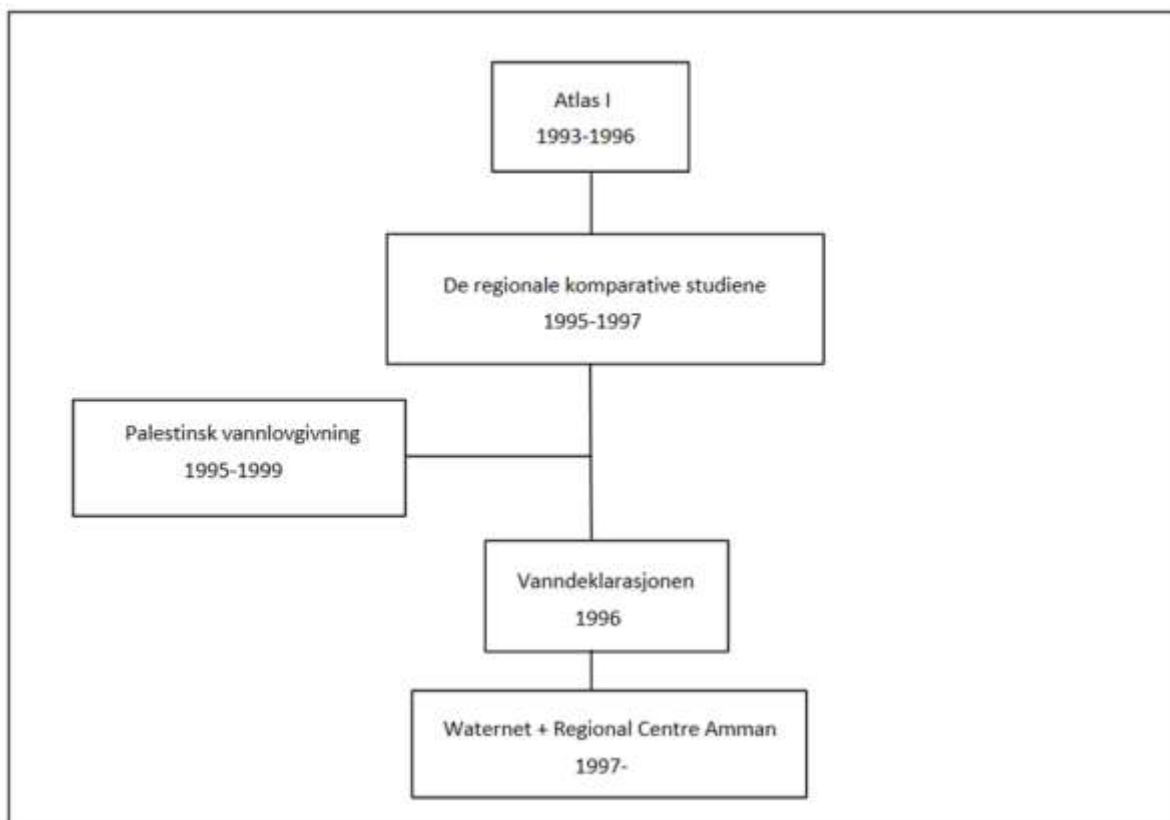 Atlas I
1993-1996
De regionale komparative studiene
1995-1997
Palestinsk vannlovgivning
1995-1999
Vanndeklarasjonen
1996
Waternet + Regional Centre Amman
1997-